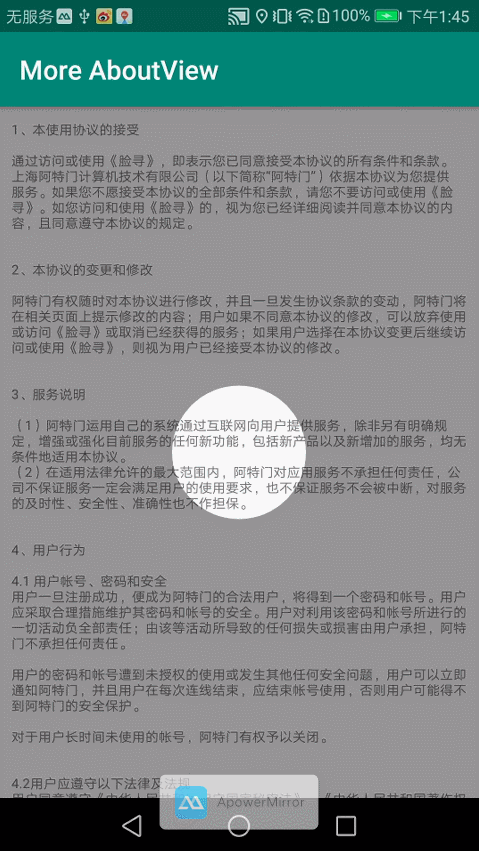 无服务 100% 下午1:45
More AboutView
1、本使用协议的接受
通过访问或使用《脸寻》，即表示您已同意接受本协议的所有条件和条款。
上海阿特门计算机技术有限公司（以下简称“阿特门”）依据本协议为您提供
服务。如果您不愿接受本协议的全部条件和条款，请您不要访问或使用《脸
寻》。如您访问和使用《脸寻》的，视为您已经详细阅读并同意本协议的内
容，且同意遵守本协议的规定。
2、本协议的变更和修改
阿特门有权随时对本协议进行修改，并且一旦发生协议条款的变动，阿特门将
在相关页面上提示修改的内容；用户如果不同意本协议的修改，可以放弃使用
或访问《脸寻》或取消已经获得的服务；如果用户选择在本协议变更后继续访
问或使用《脸寻》，则视为用户已经接受本协议的修改。
3、服务说明
（1）阿特门运用自己的系统通过互联网向用户提供服务，除非另有明确规
定，增强或强化目前服务的任何新功能，包括新产品以及新增加的服务，均无
条件地适用本协议。
（2）在适用法律允许的最大范围内，阿特门对应用服务不承担任何责任，公
司不保证服务一定会满足用户的使用要求，也不保证服务不会被中断，对服务
的及时性、安全性、准确性也不作担保。
4、用户行为
4.1 用户帐号、密码和安全
用户一旦注册成功，便成为阿特门的合法用户，将得到一个密码和帐号。用户
应采取合理措施维护其密码和帐号的安全。用户对利用该密码和帐号所进行的
一切活动负全部责任；由该等活动所导致的任何损失或损害由用户承担，阿特
门不承担任何责任。
用户的密码和帐号遭到未授权的使用或发生其他任何安全问题，用户可以立即
通知阿特门，并且用户在每次连线结束，应结束帐号使用，否则用户可能得不
到阿特门的安全保护。
对于用户长时间未使用的帐号，阿特门有权予以关闭。
4.2用户应遵守以下法律及法规
ApowerMirror